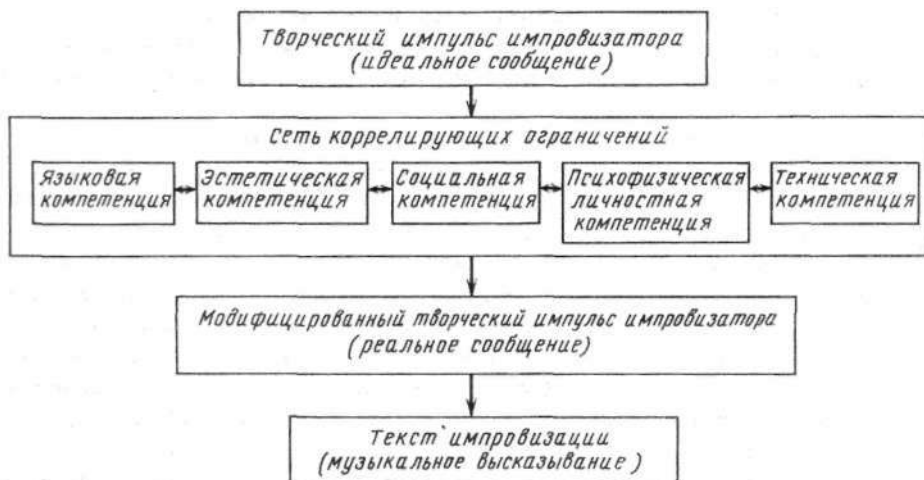 Творческий импульс импровизатора
(идеальное сообщение)
Сеть коррелирующих ограничений
Языковая
компетенция
Эстетическая
компетенция
Социальная
компетенция
Психофизическая
личностная
компетенция
Техническая
компетенция
Модифицированный творческий импульс импровизатора
(реальное сообщение)
Текст импровизации
(музыкальное высказывание)